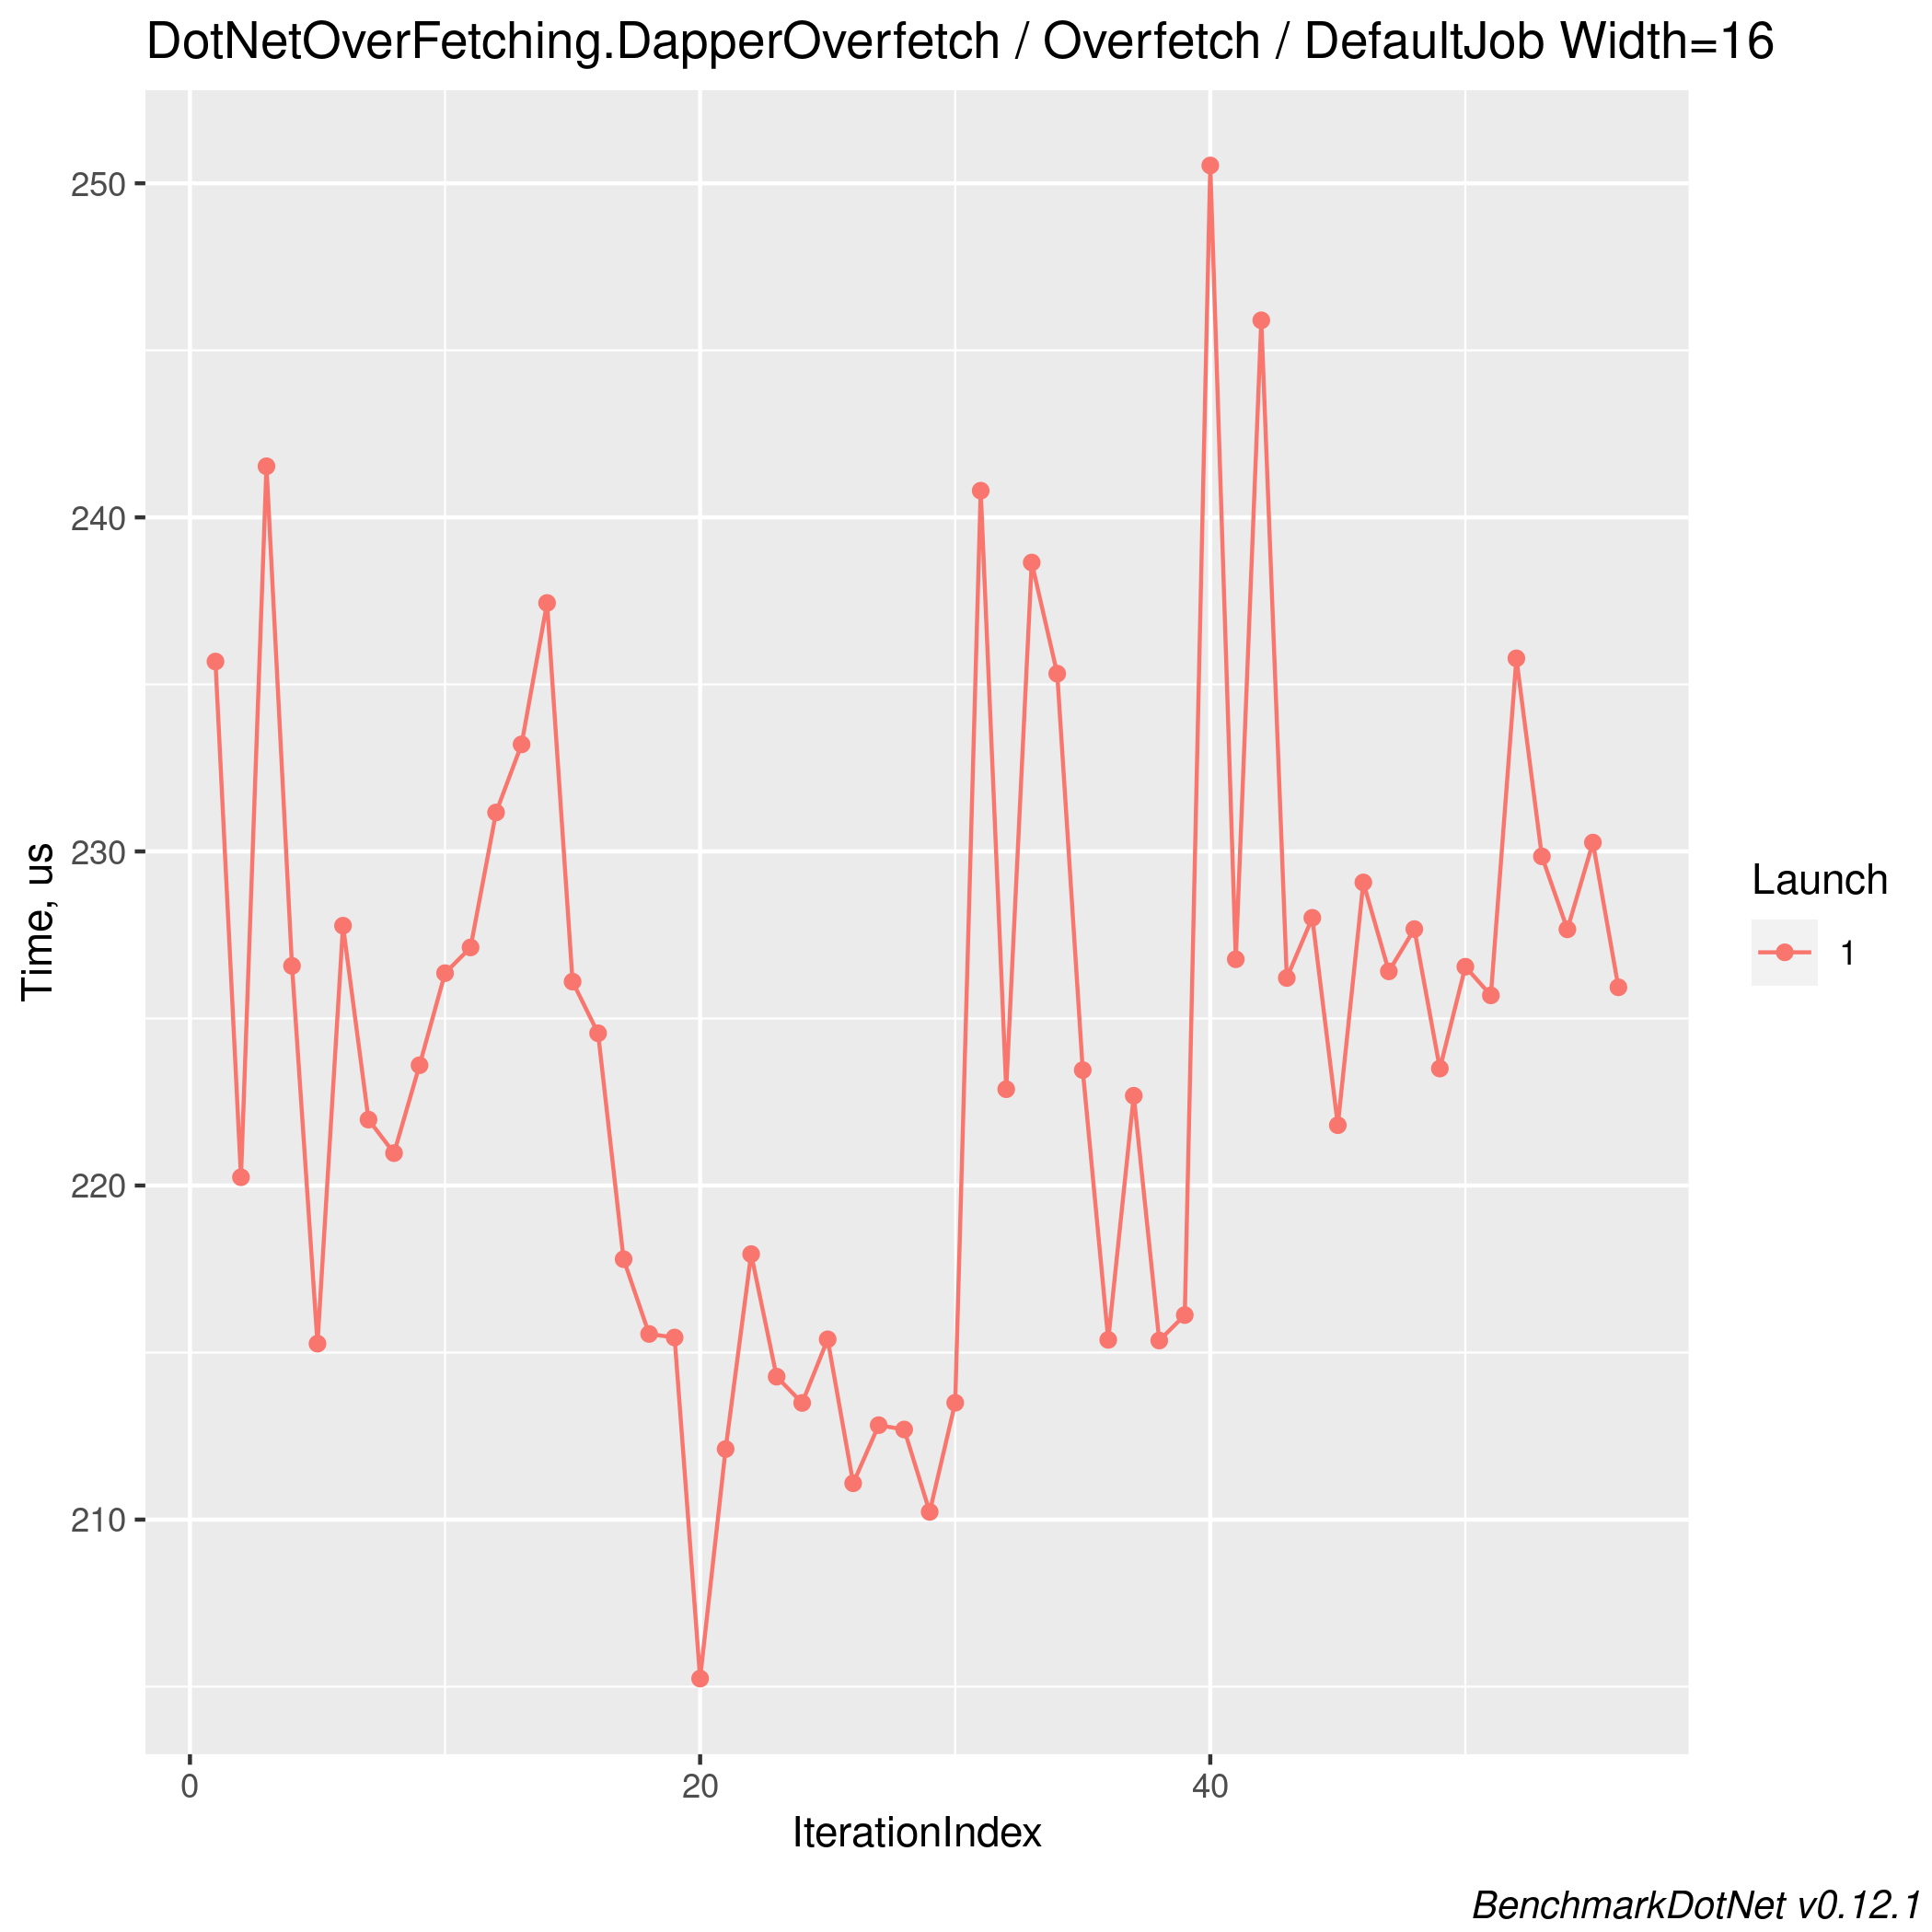 DotNetOverFetching.DapperOverfetch / Overfetch / DefaultJob Width=16
250
240
230
220
210
Time, us
0
20
40
IterationIndex
Launch
1
BenchmarkDotNet v0.12.1